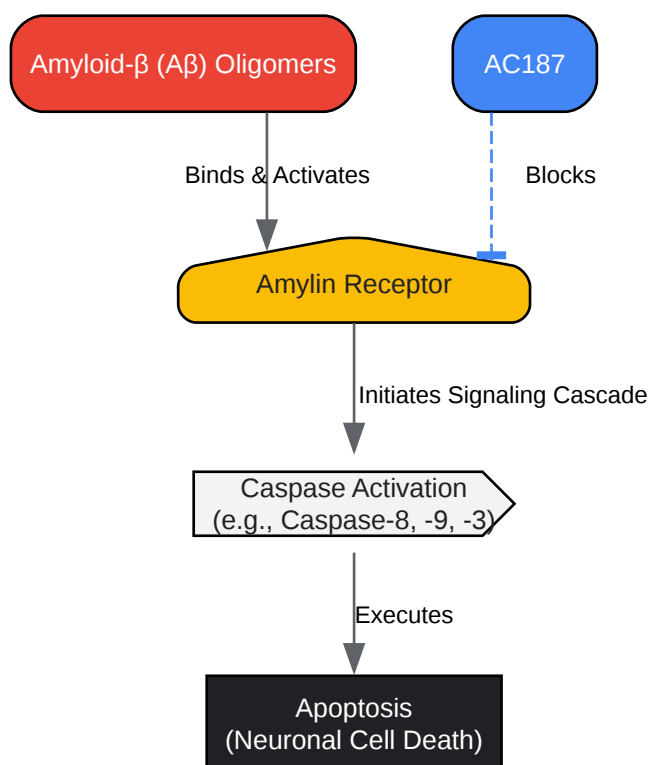 Amyloid-β (Aβ) Oligomers
AC187
Binds & Activates
Blocks
Amylin Receptor
Initiates Signaling Cascade
Caspase Activation
(e.g., Caspase-8, -9, -3)
Executes
Apoptosis
(Neuronal Cell Death)